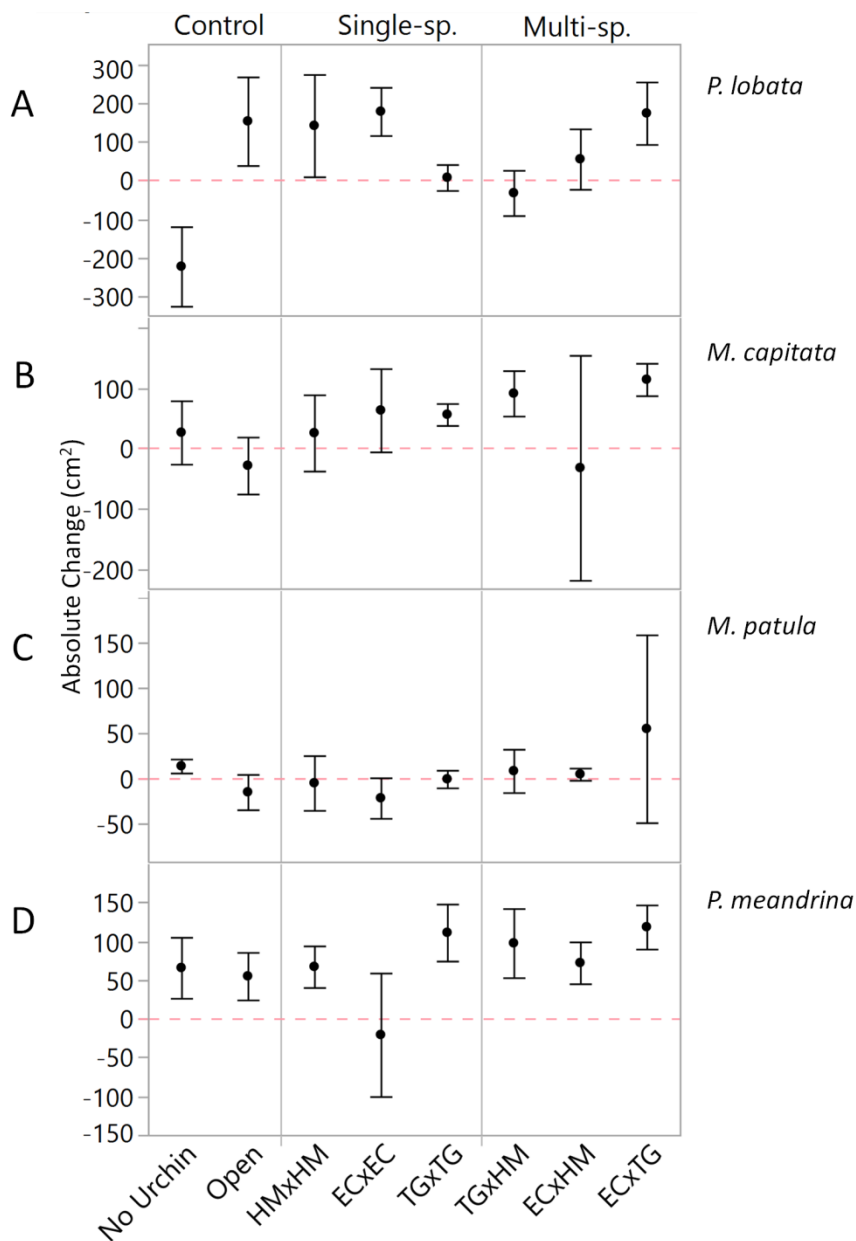 Control Single-sp. Multi-sp.
A
P. lobata
300
200
100
0
-100
-200
-300
B
M. capitata
100
0
-100
-200
Absolute Change (cm²)
C
M. patula
150
100
50
0
-50
D
P. meandrina
150
100
50
0
-50
-100
-150
No Urchin Open HMxHM ECxEC TGxTG TGxHM ECxHM ECxTG